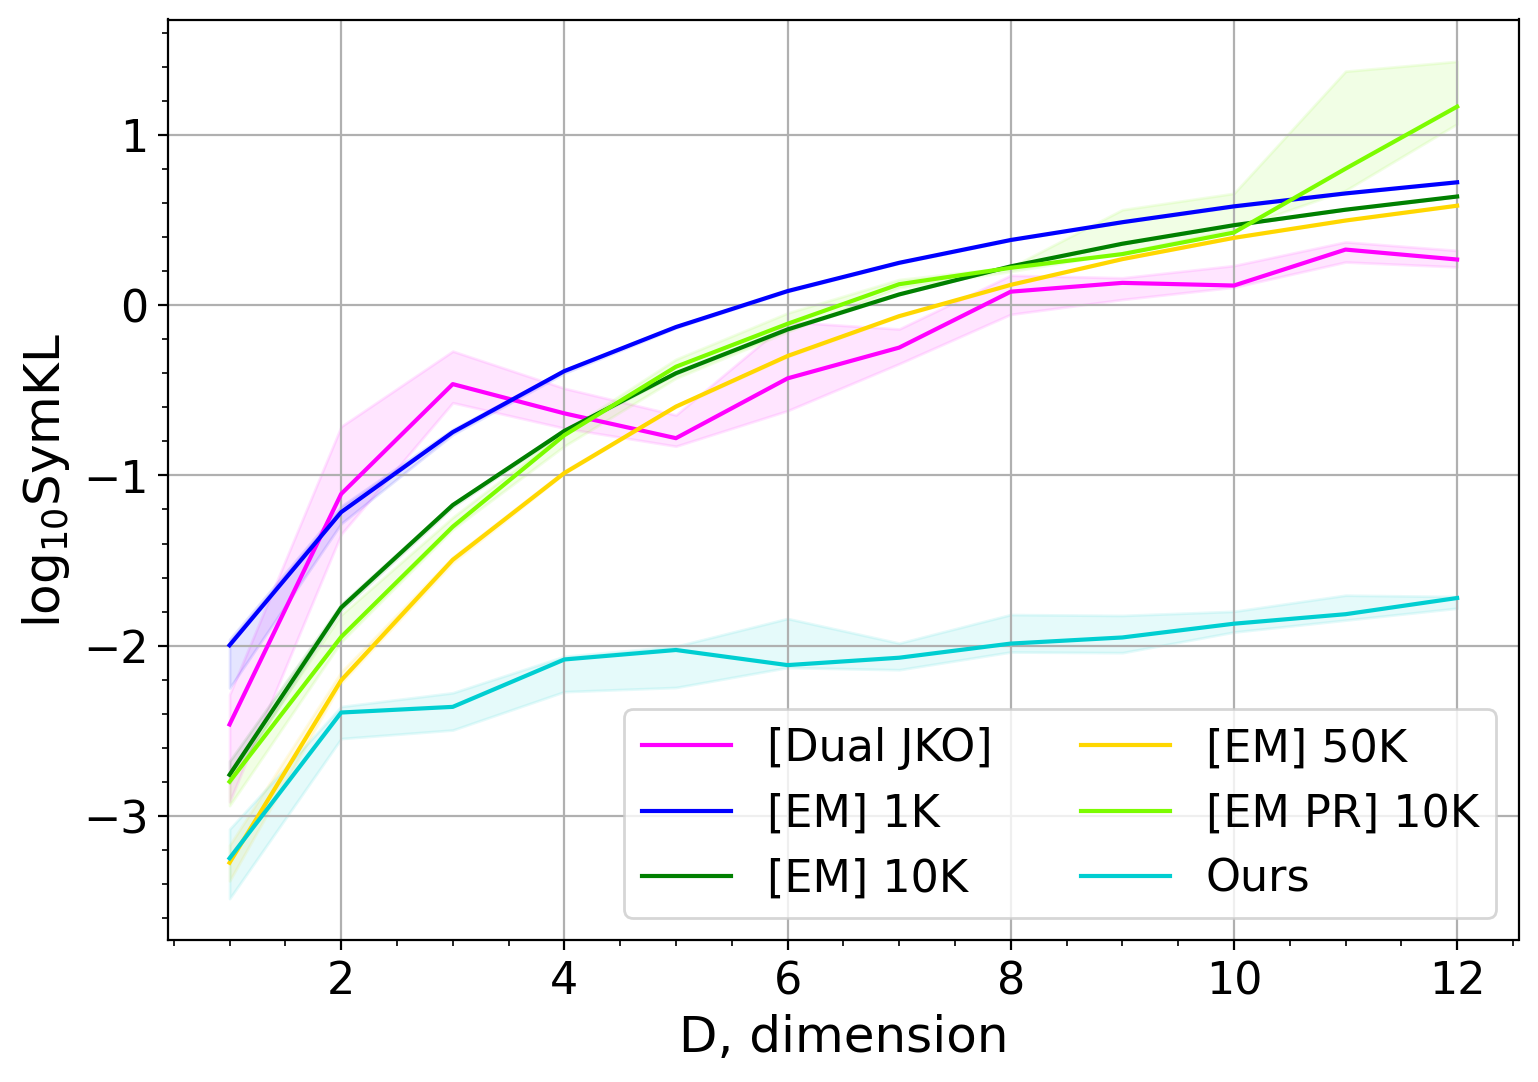 1
0
−1
−2
−3
log₁₀SymKL
[Dual JKO]
[EM] 1K
[EM] 10K
[EM] 50K
[EM PR] 10K
Ours
2 4 6 8 10 12
D, dimension